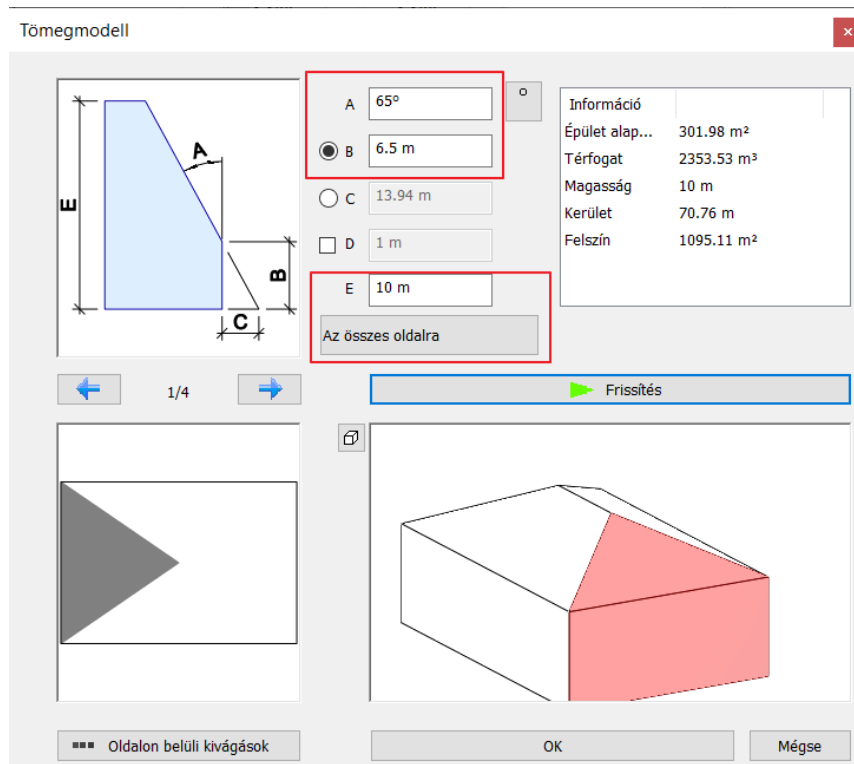 Tömegmodell
×
A
E
B
C
A 65º
º
B 6.5 m
C 13.94 m
D 1 m
E 10 m
Az összes oldalra
Információ
Épület alap... 301.98 m²
Térfogat 2353.53 m³
Magasság 10 m
Kerület 70.76 m
Felszín 1095.11 m²
1/4
Frissítés
Oldalon belüli kivágások
OK
Mégse